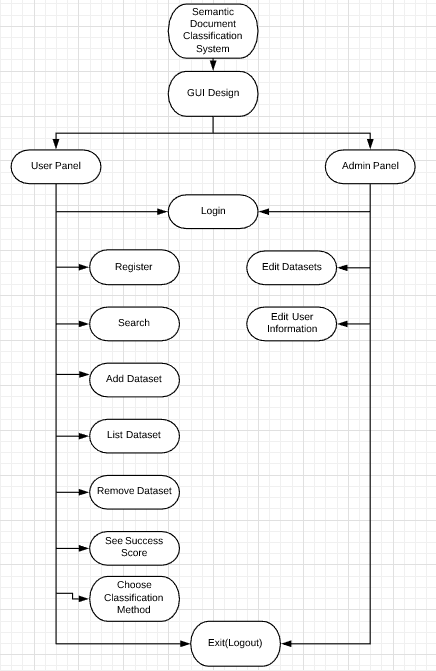 Semantic
Document
Classification
System
GUI Design
User Panel
Admin Panel
Login
Register
Edit Datasets
Search
Edit User
Information
Add Dataset
List Dataset
Remove Dataset
See Success
Score
Choose
Classification
Method
Exit(Logout)